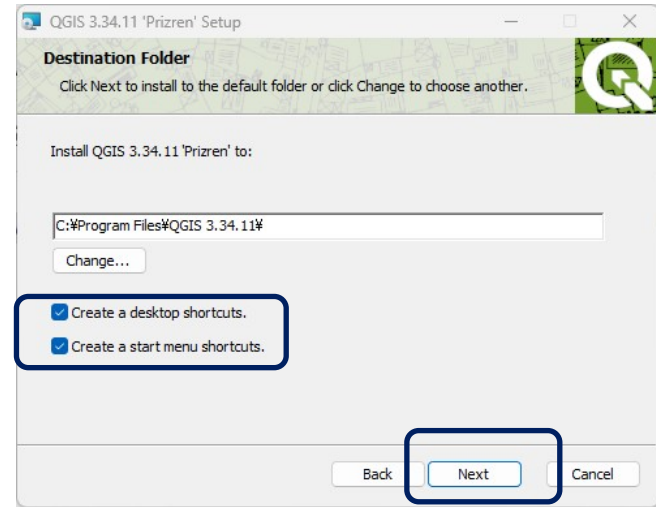 QGIS 3.34.11 'Prizren' Setup
Destination Folder
Click Next to install to the default folder or click Change to choose another.
Install QGIS 3.34.11 'Prizren' to:
C:¥Program Files¥QGIS 3.34.11¥
Change...
Create a desktop shortcuts.
Create a start menu shortcuts.
Back Next Cancel